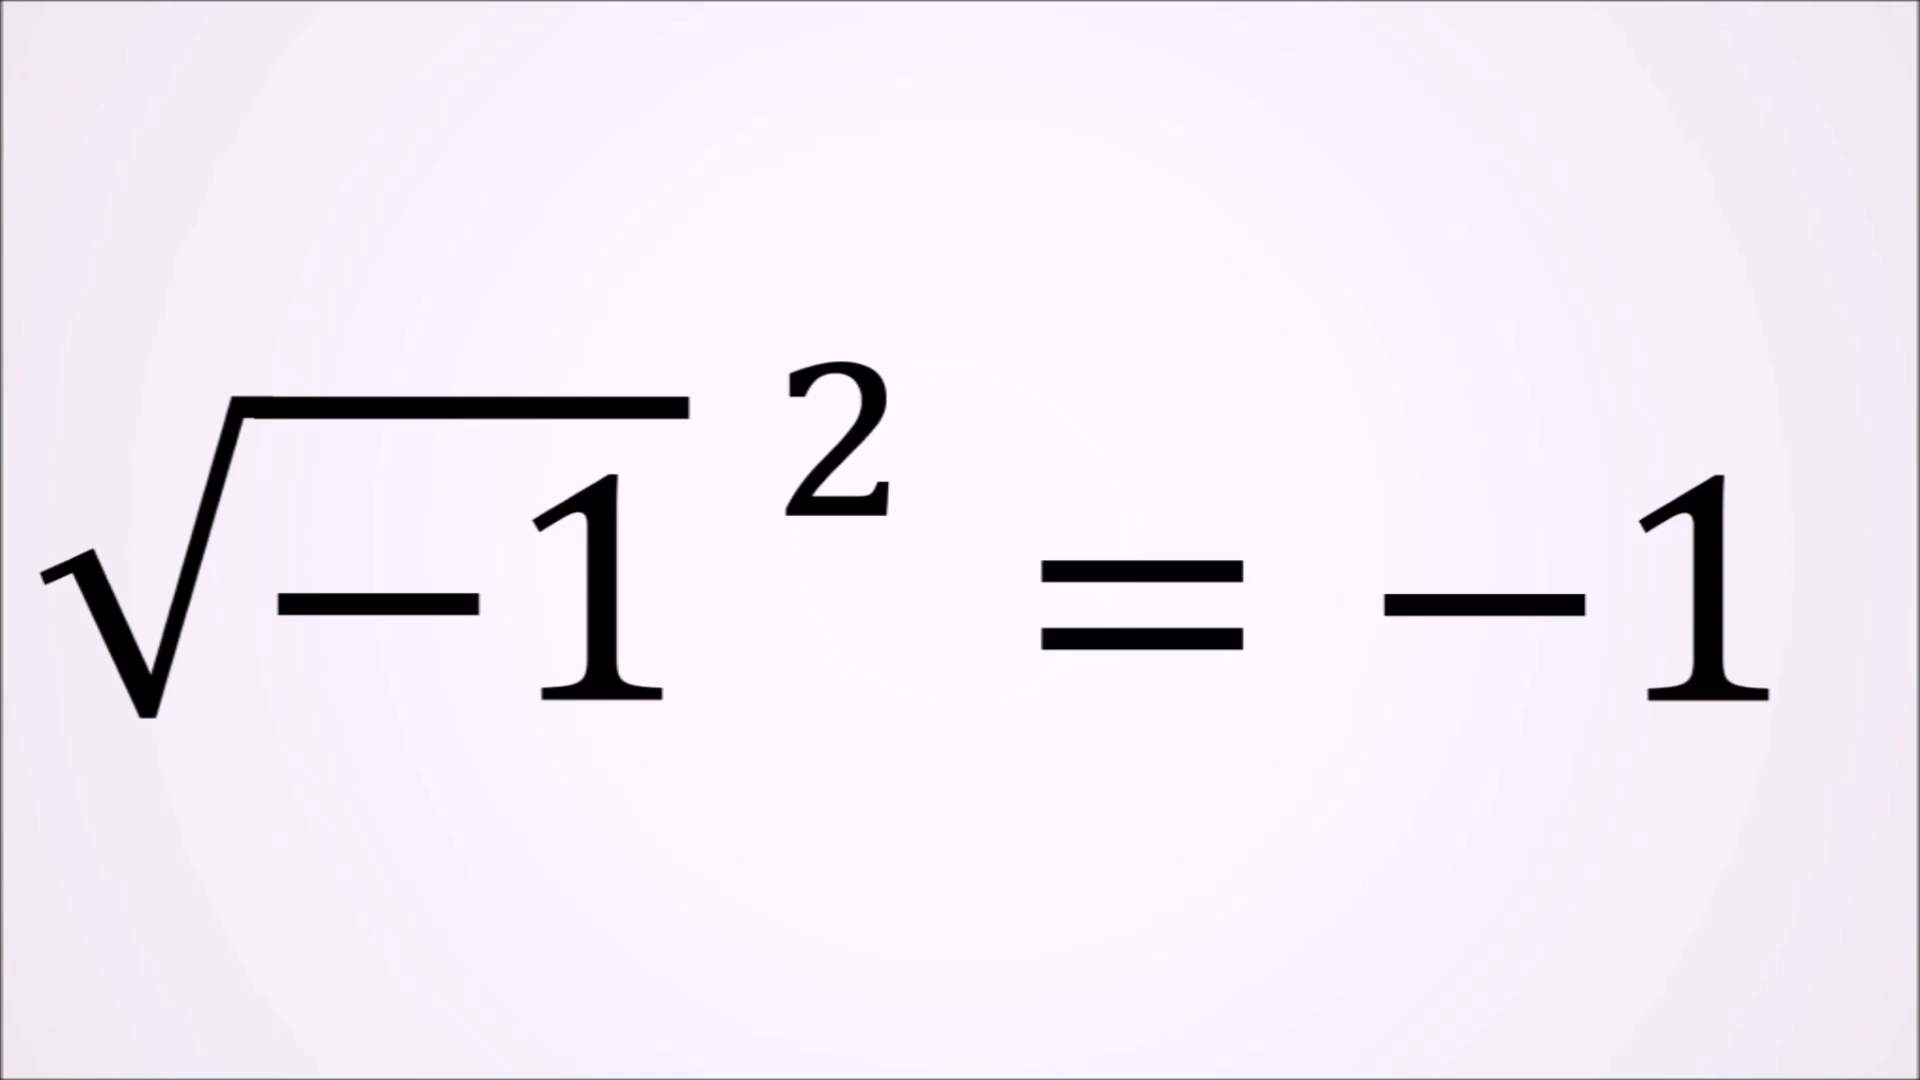 √-1² = -1